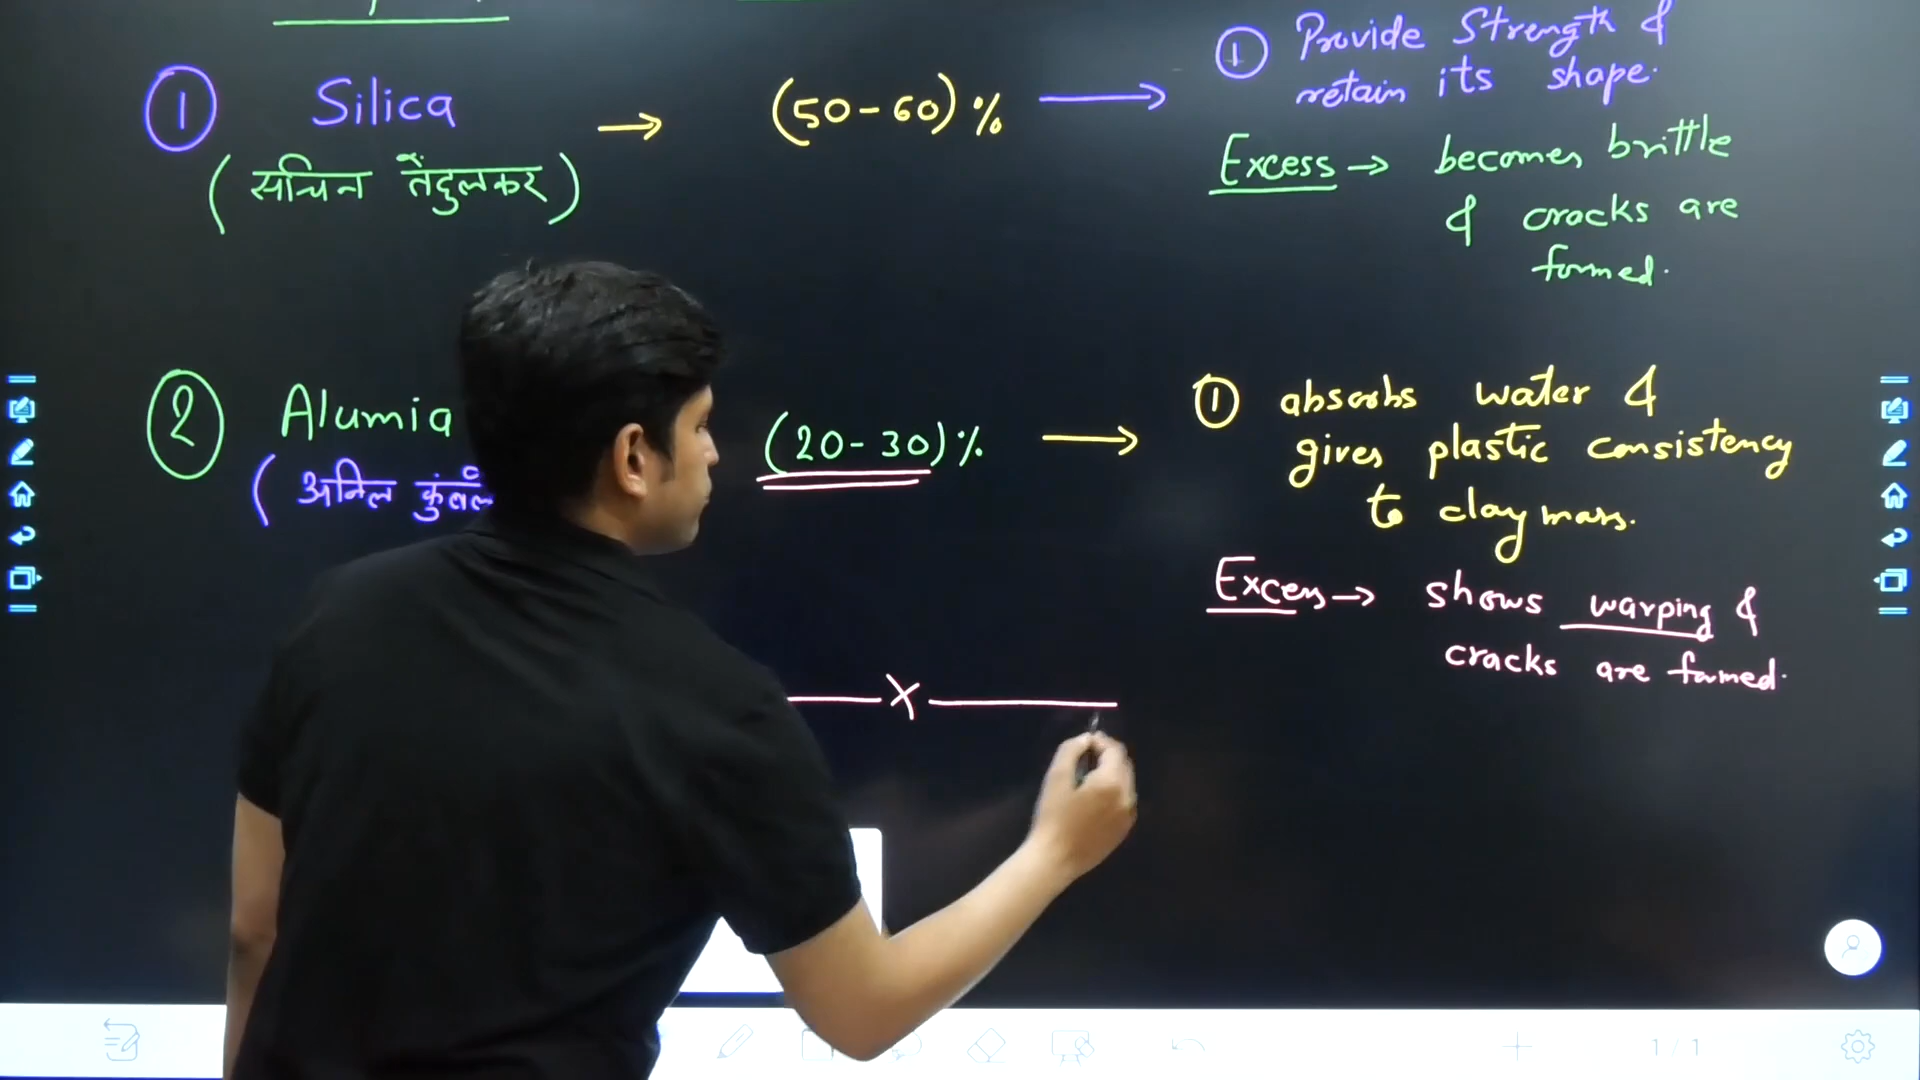 ① Silica → (50-60)% → ① Provide Strength &
retain its shape.
(सचिन तेंदुलकर)
Excess → becomes brittle
& cracks are
formed.
② Alumia (20-30)% → ① absorbs water &
gives plastic consistency
(अनिल
to clay mass.
Excess → shows warping &
cracks are formed.
X
1/1